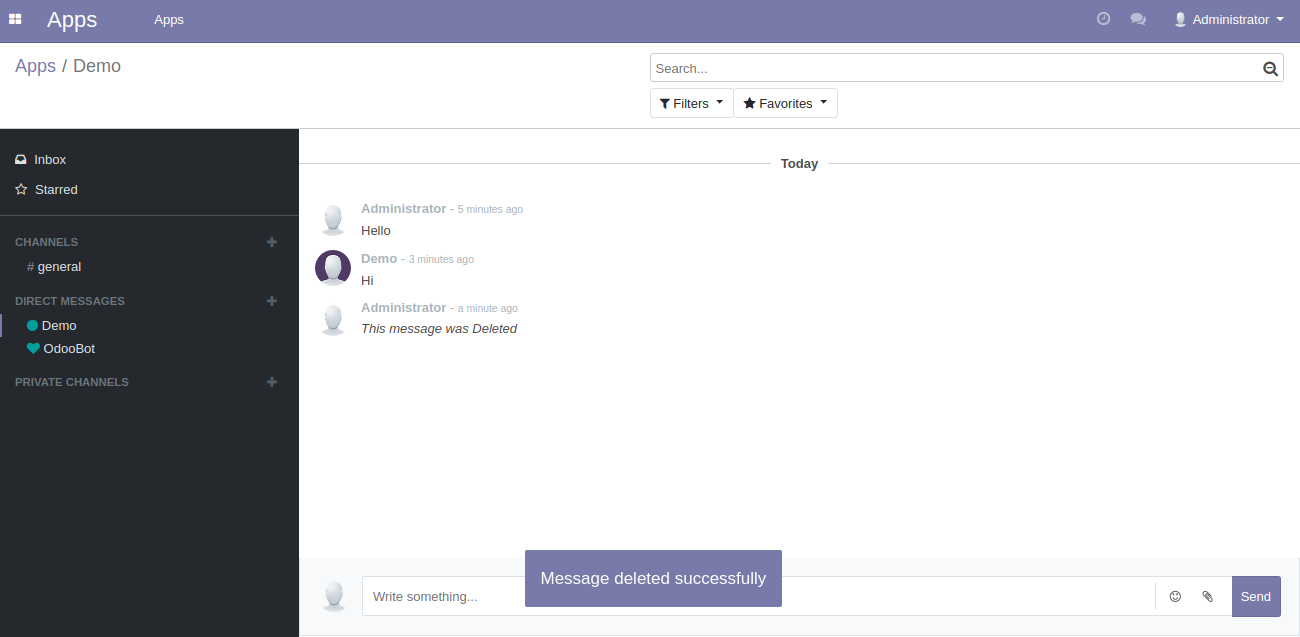 Apps
Apps
Administrator
Apps / Demo
Search...
Filters
Favorites
Inbox
Starred
CHANNELS
# general
DIRECT MESSAGES
Demo
OdooBot
PRIVATE CHANNELS
Today
Administrator - 5 minutes ago
Hello
Demo - 3 minutes ago
Hi
Administrator - a minute ago
This message was Deleted
Message deleted successfully
Write something...
Send